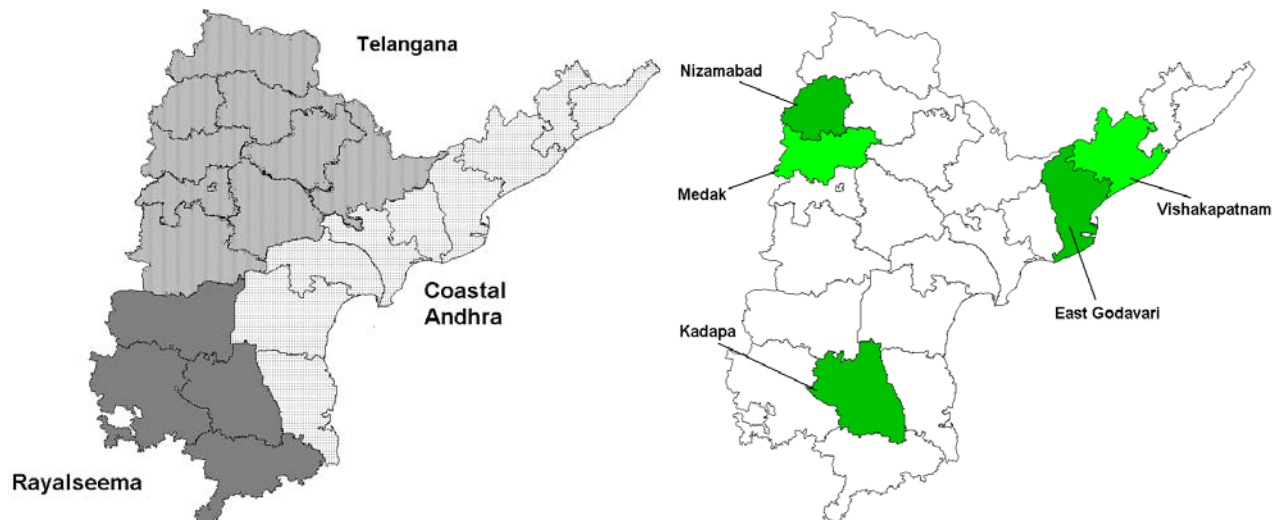 Telangana
Coastal
Andhra
Rayalseema
Nizamabad
Medak
Vishakapatnam
East Godavari
Kadapa